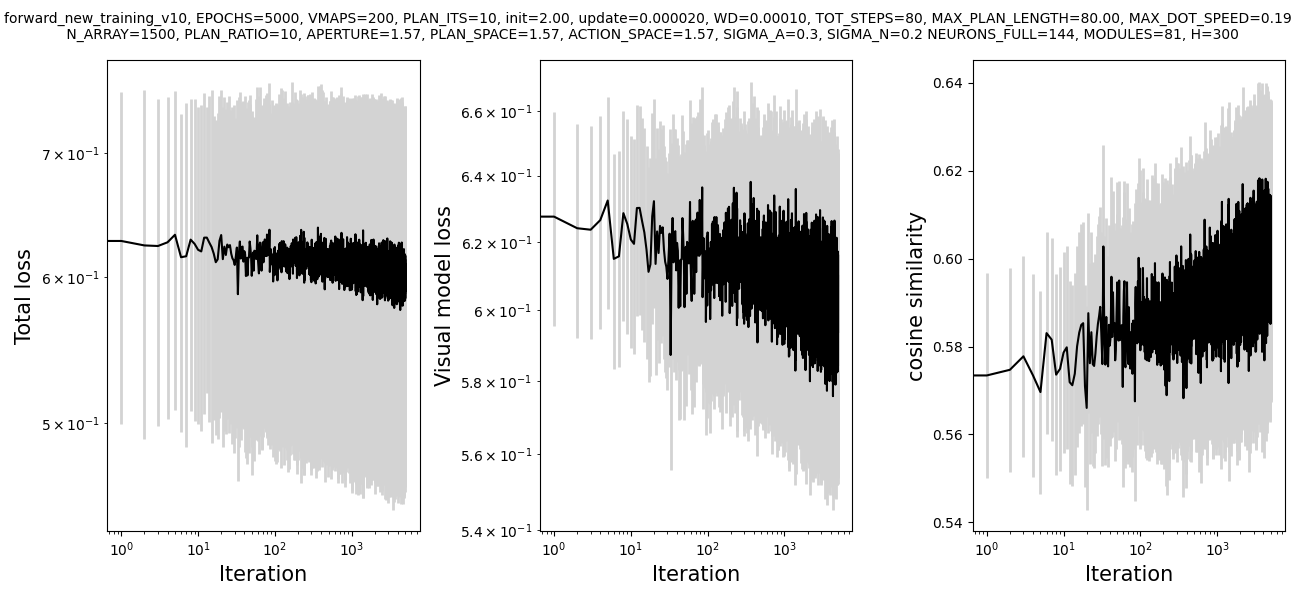 forward_new_training_v10, EPOCHS=5000, VMAPS=200, PLAN_ITS=10, init=2.00, update=0.000020, WD=0.00010, TOT_STEPS=80, MAX_PLAN_LENGTH=80.00, MAX_DOT_SPEED=0.19
N_ARRAY=1500, PLAN_RATIO=10, APERTURE=1.57, PLAN_SPACE=1.57, ACTION_SPACE=1.57, SIGMA_A=0.3, SIGMA_N=0.2 NEURONS_FULL=144, MODULES=81, H=300
Total loss
7 × 10⁻¹
6 × 10⁻¹
5 × 10⁻¹
10⁰ 10¹ 10² 10³
Iteration
Visual model loss
6.6 × 10⁻¹
6.4 × 10⁻¹
6.2 × 10⁻¹
6 × 10⁻¹
5.8 × 10⁻¹
5.6 × 10⁻¹
5.4 × 10⁻¹
10⁰ 10¹ 10² 10³
Iteration
cosine similarity
0.64
0.62
0.60
0.58
0.56
0.54
10⁰ 10¹ 10² 10³
Iteration